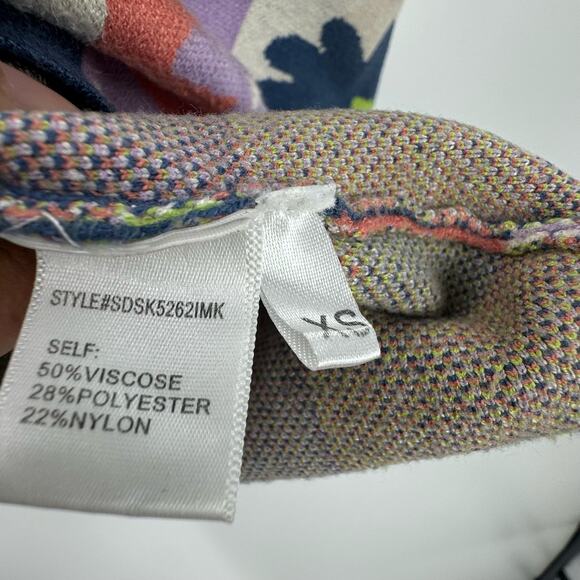 STYLE#SDSK5262IMK
SELF:
50%VISCOSE
28%POLYESTER
22%NYLON
XS